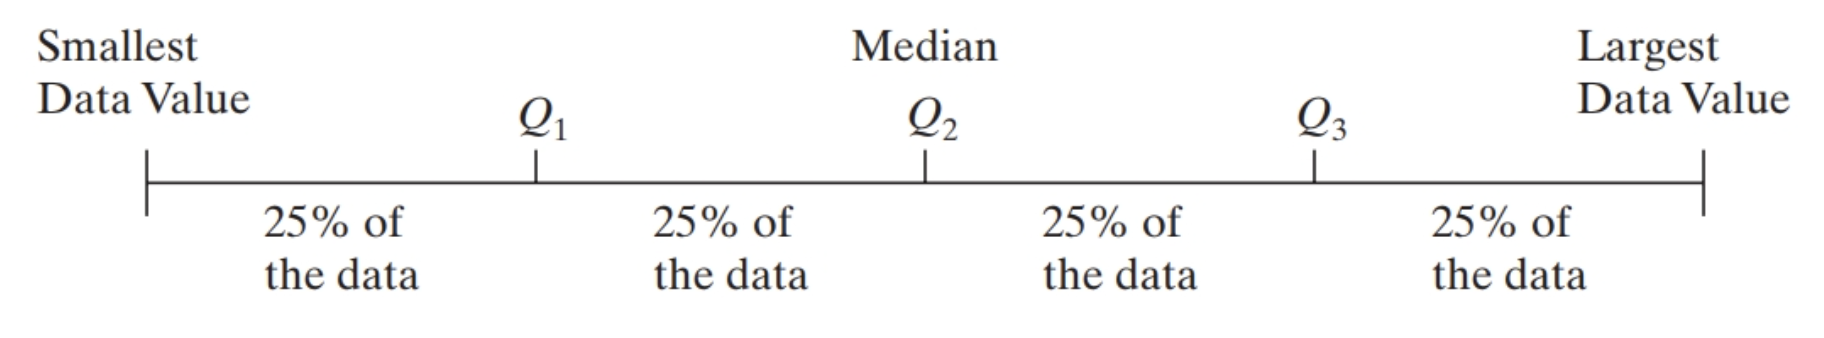 Smallest
Data Value
Median
Largest
Data Value
Q₁
Q₂
Q₃
25% of
the data
25% of
the data
25% of
the data
25% of
the data